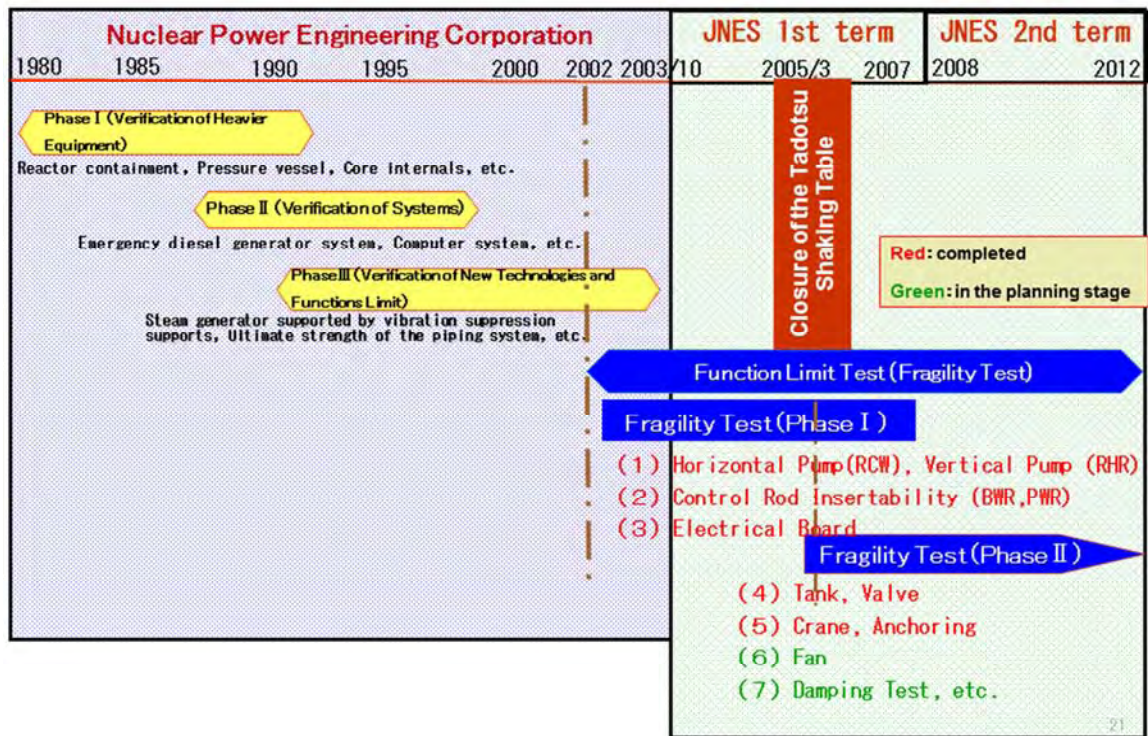 Nuclear Power Engineering Corporation
JNES 1st term
JNES 2nd term
1980 1985 1990 1995 2000 2002 2003/10 2005/3 2007 2008 2012
Phase Ⅰ (Verification of Heavier
Equipment)
Reactor containment, Pressure vessel, Core internals, etc.
Phase Ⅱ (Verification of Systems)
Emergency diesel generator system, Computer system, etc.
Phase Ⅲ (Verification of New Technologies and
Functions Limit)
Steam generator supported by vibration suppression
supports, Ultimate strength of the piping system, etc.
Closure of the Tadotsu
Shaking Table
Red: completed
Green: in the planning stage
Function Limit Test (Fragility Test)
Fragility Test (Phase Ⅰ)
(1) Horizontal Pump(RCW), Vertical Pump (RHR)
(2) Control Rod Insertability (BWR,PWR)
(3) Electrical Board
Fragility Test (Phase Ⅱ)
(4) Tank, Valve
(5) Crane, Anchoring
(6) Fan
(7) Damping Test, etc.
21